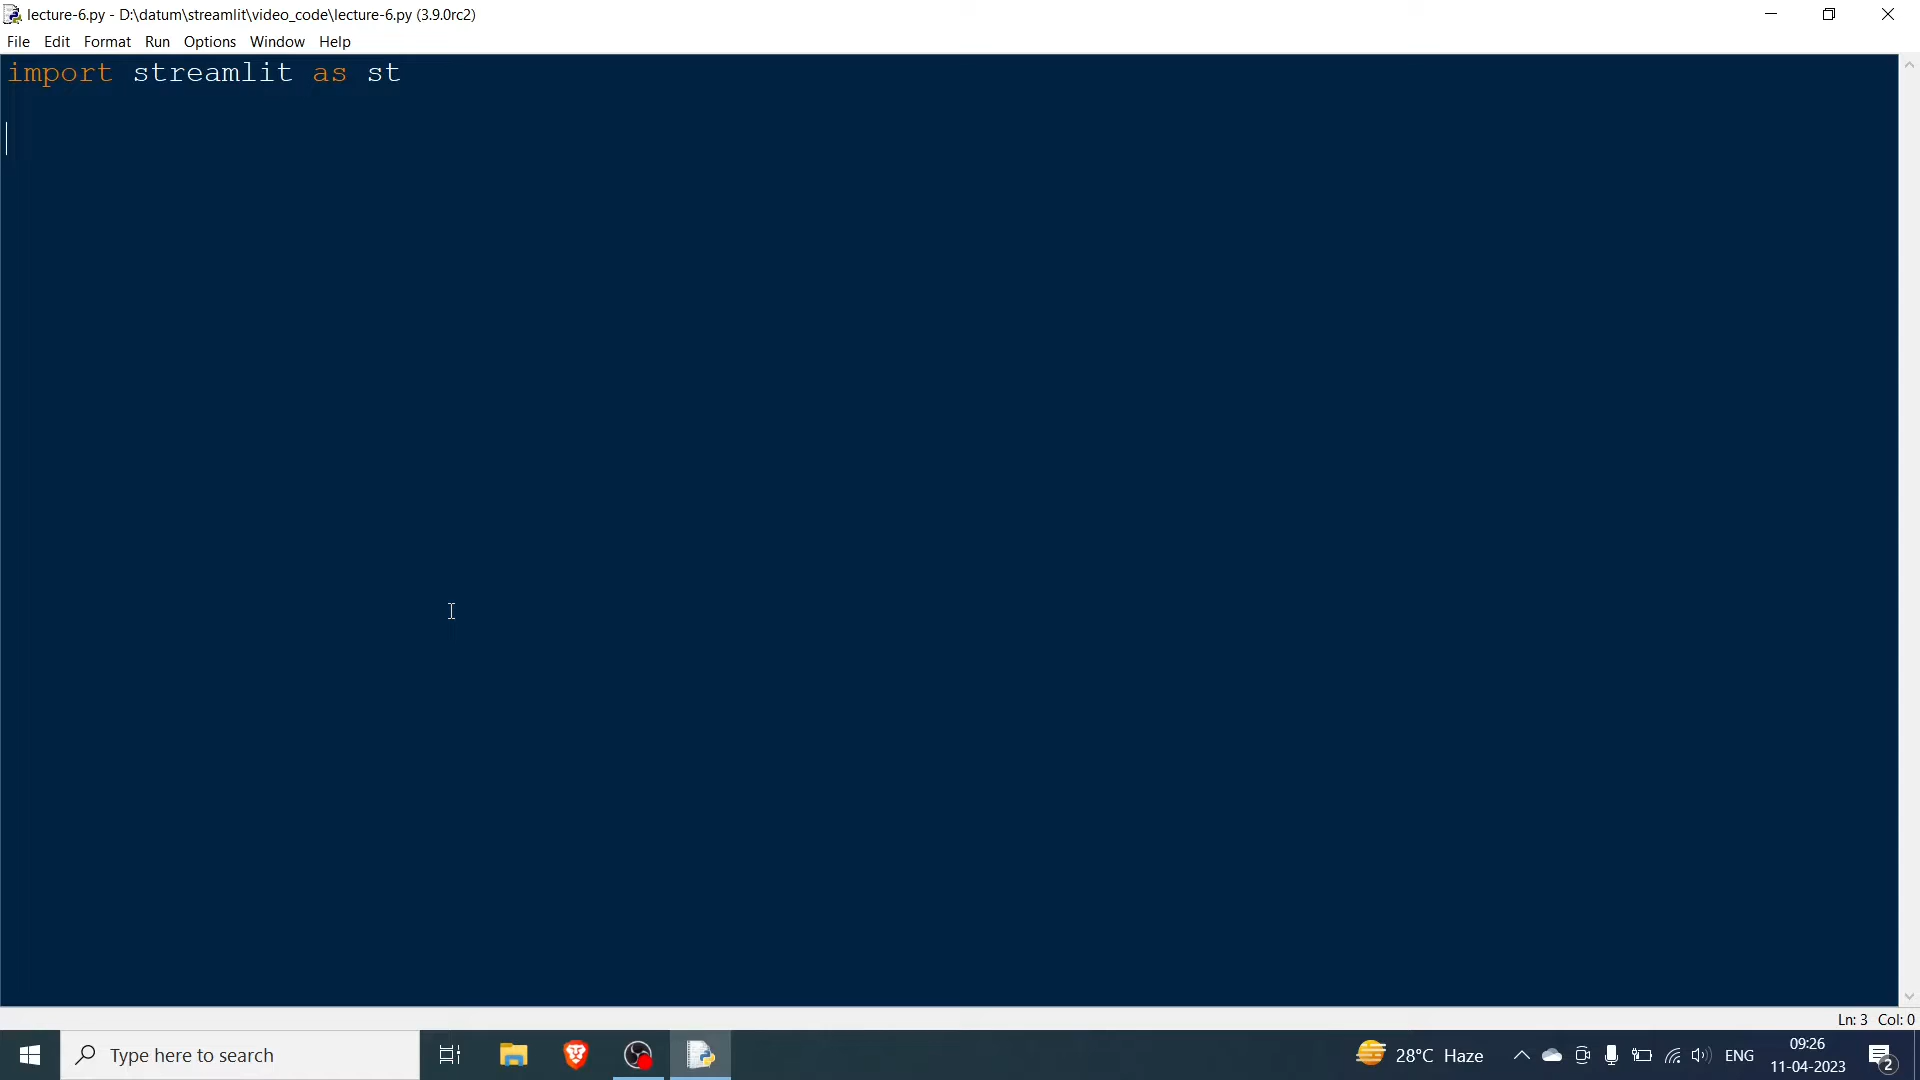 lecture-6.py - D:\datum\streamlit\video_code\lecture-6.py (3.9.0rc2)
File Edit Format Run Options Window Help
import streamlit as st
Ln: 3 Col: 0
Type here to search
28°C Haze
ENG
09:26
11-04-2023
2